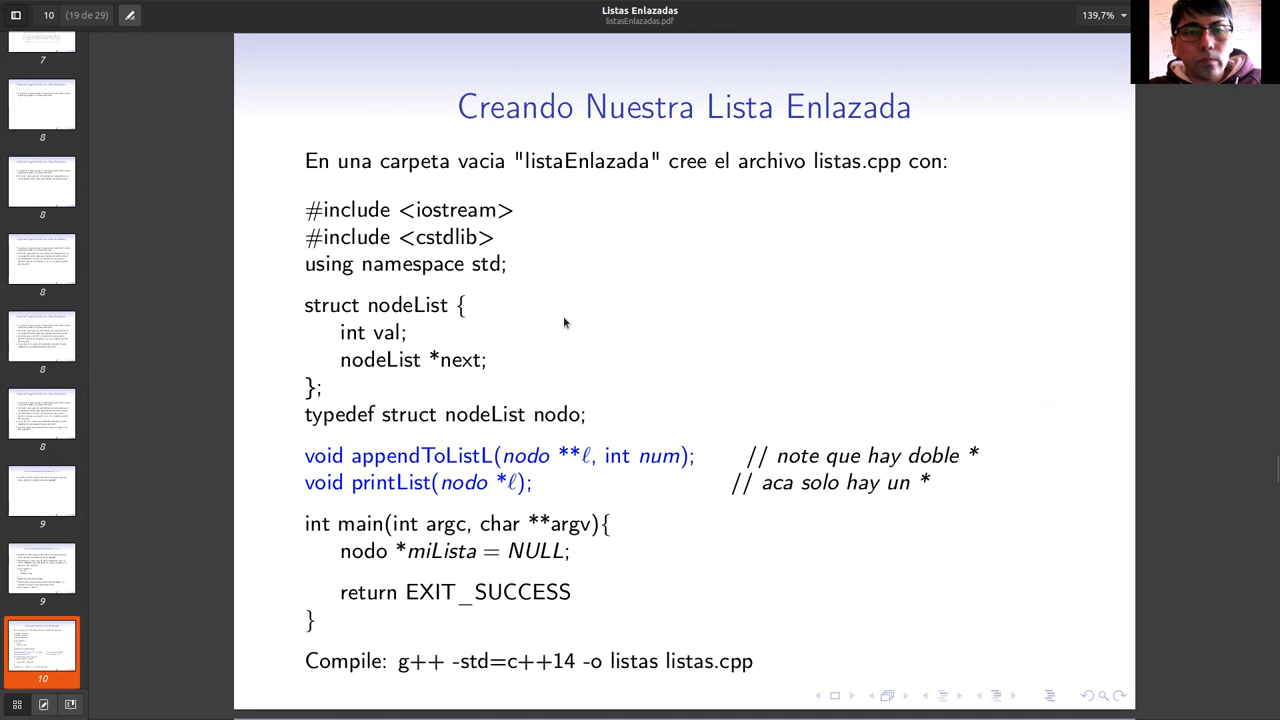 10
(19 de 29)
Listas Enlazadas
listasEnlazadas.pdf
139,7%
7
8
8
8
8
8
9
9
10
Creando Nuestra Lista Enlazada
En una carpeta vacia "listaEnlazada" cree el archivo listas.cpp con:
#include <iostream>
#include <cstdlib>
using namespace std;
struct nodeList {
int val;
nodeList *next;
};
typedef struct nodeList nodo;
void appendToListL(nodo **ℓ, int num); // note que hay doble *
void printList(nodo *ℓ); // aca solo hay un *
int main(int argc, char **argv){
nodo *miLista = NULL;
return EXIT_SUCCESS
}
Compile: g++ -std=c++14 -o listas listas.cpp